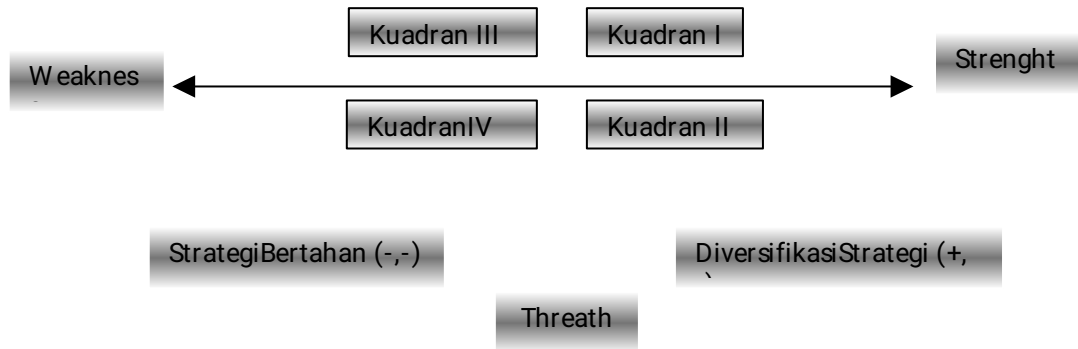 Kuadran III
Kuadran I
Weaknes
Strenght
KuadranIV
Kuadran II
StrategiBertahan (-,-)
DiversifikasiStrategi (+,
Threath